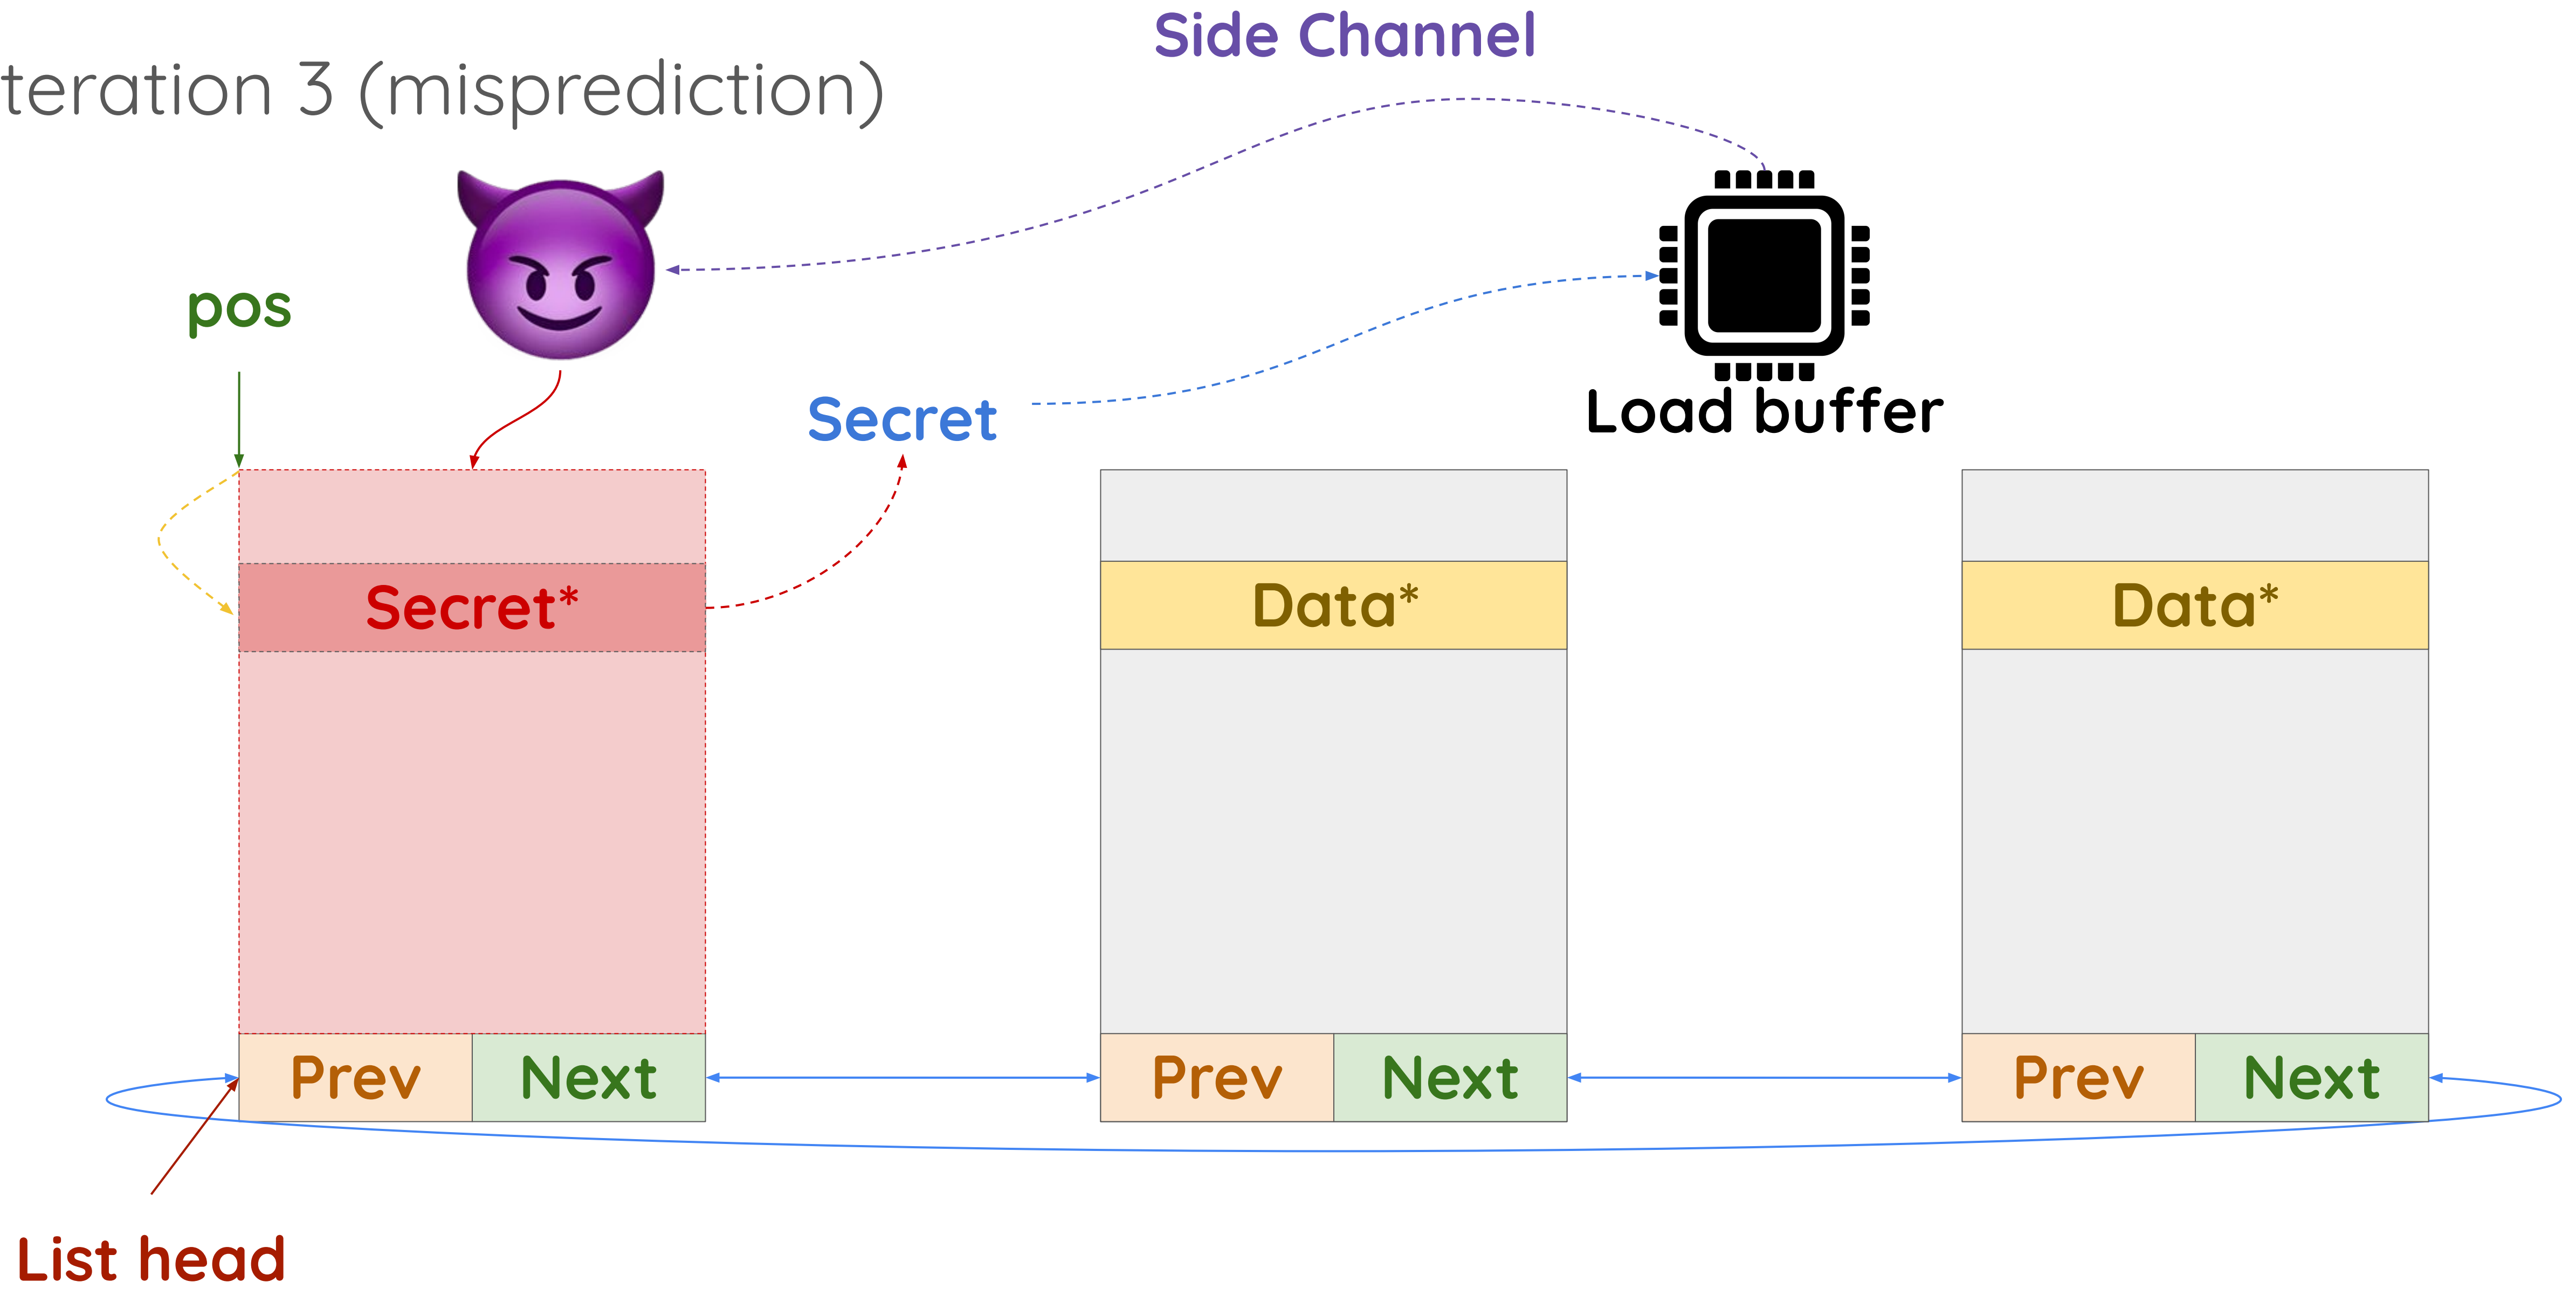 Side Channel
teration 3 (misprediction)
pos
Secret
Load buffer
Secret*
Data*
Data*
Prev
Next
Prev
Next
Prev
Next
List head